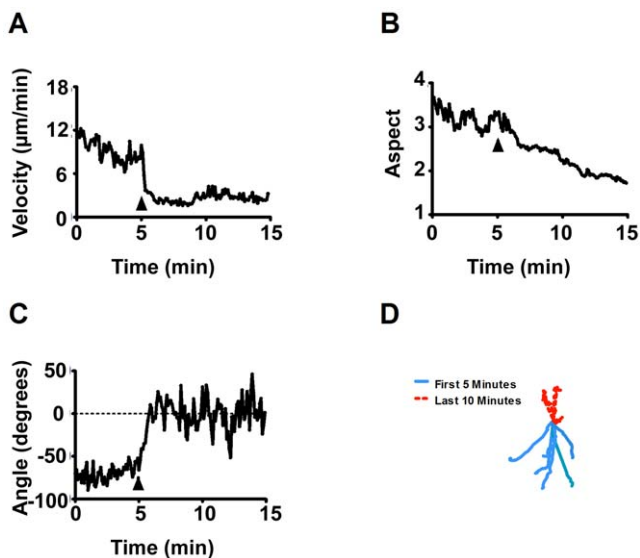 A
Velocity (µm/min)
18
12
6
0
0 5 10 15
Time (min)
B
Aspect
4
3
2
1
0 5 10 15
Time (min)
C
Angle (degrees)
50
0
-50
-100
0 5 10 15
Time (min)
D
First 5 Minutes
Last 10 Minutes